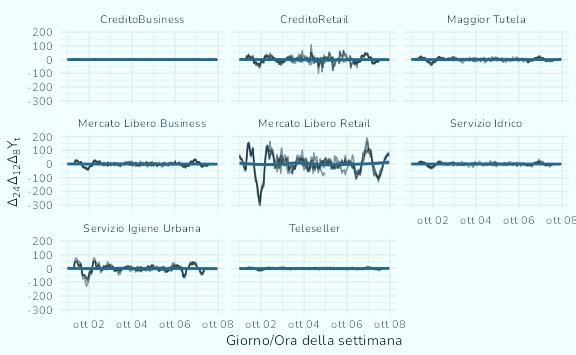 CreditoBusiness CreditoRetail Maggior Tutela
200
100
0
-100
-200
-300
Mercato Libero Business Mercato Libero Retail Servizio Idrico
200
100
0
-100
-200
-300
ott 02 ott 04 ott 06 ott 08
Servizio Igiene Urbana Teleseller
200
100
0
-100
-200
-300
ott 02 ott 04 ott 06 ott 08 ott 02 ott 04 ott 06 ott 08
Giorno/Ora della settimana
Δ₂₄Δ₁₂Δ₈Yₜ